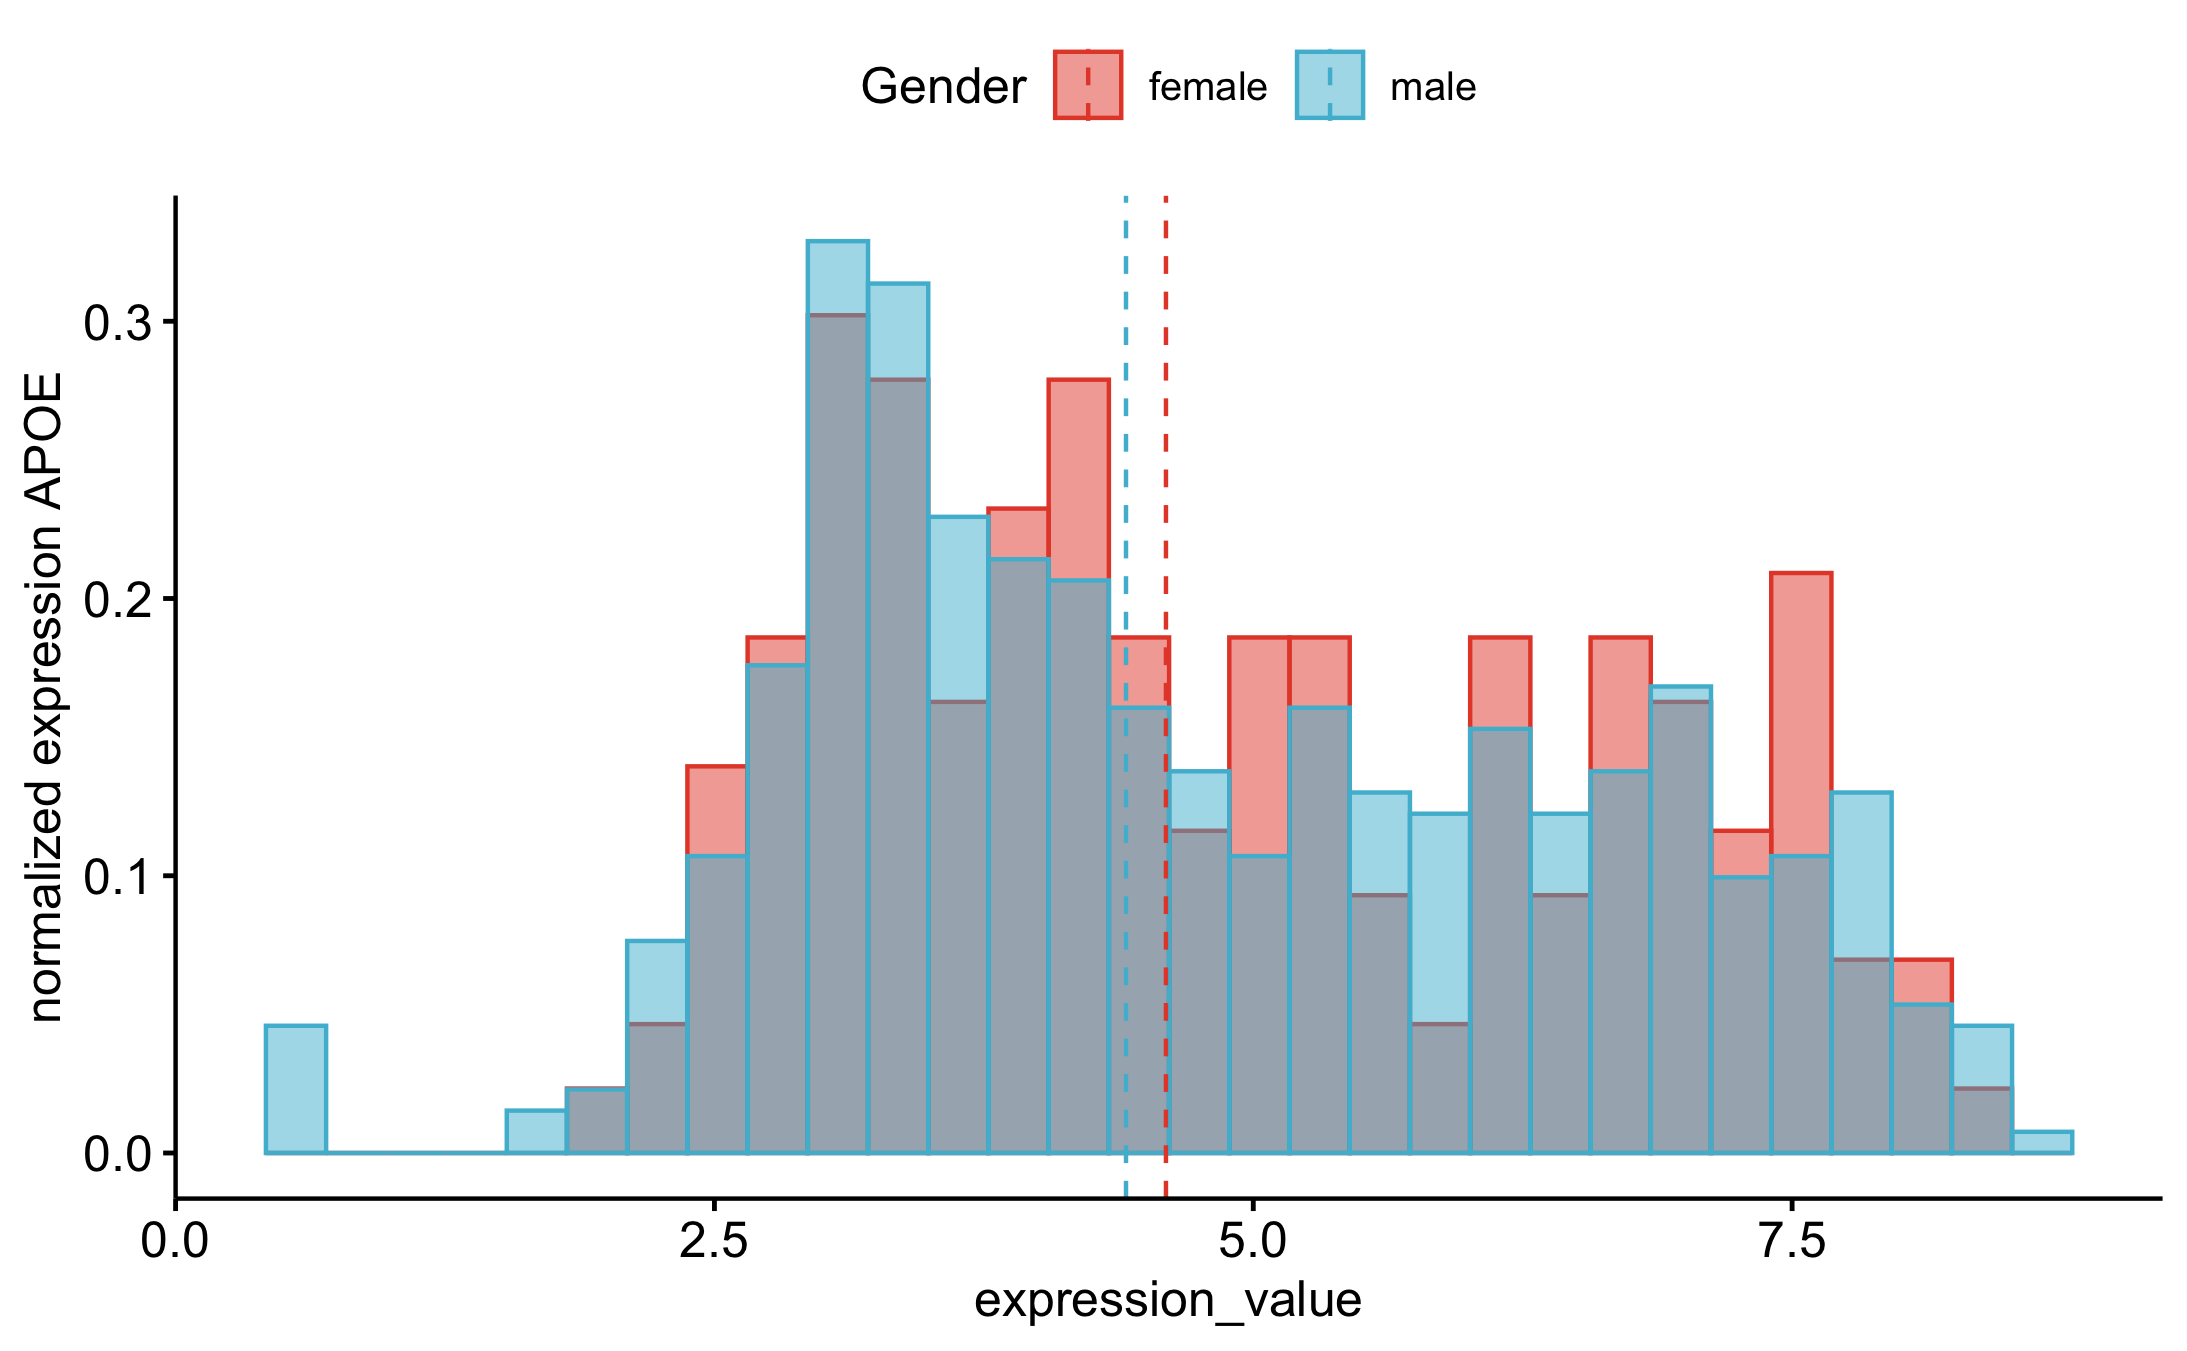 Gender female male
normalized expression APOE
0.3
0.2
0.1
0.0
0.0 2.5 5.0 7.5
expression_value